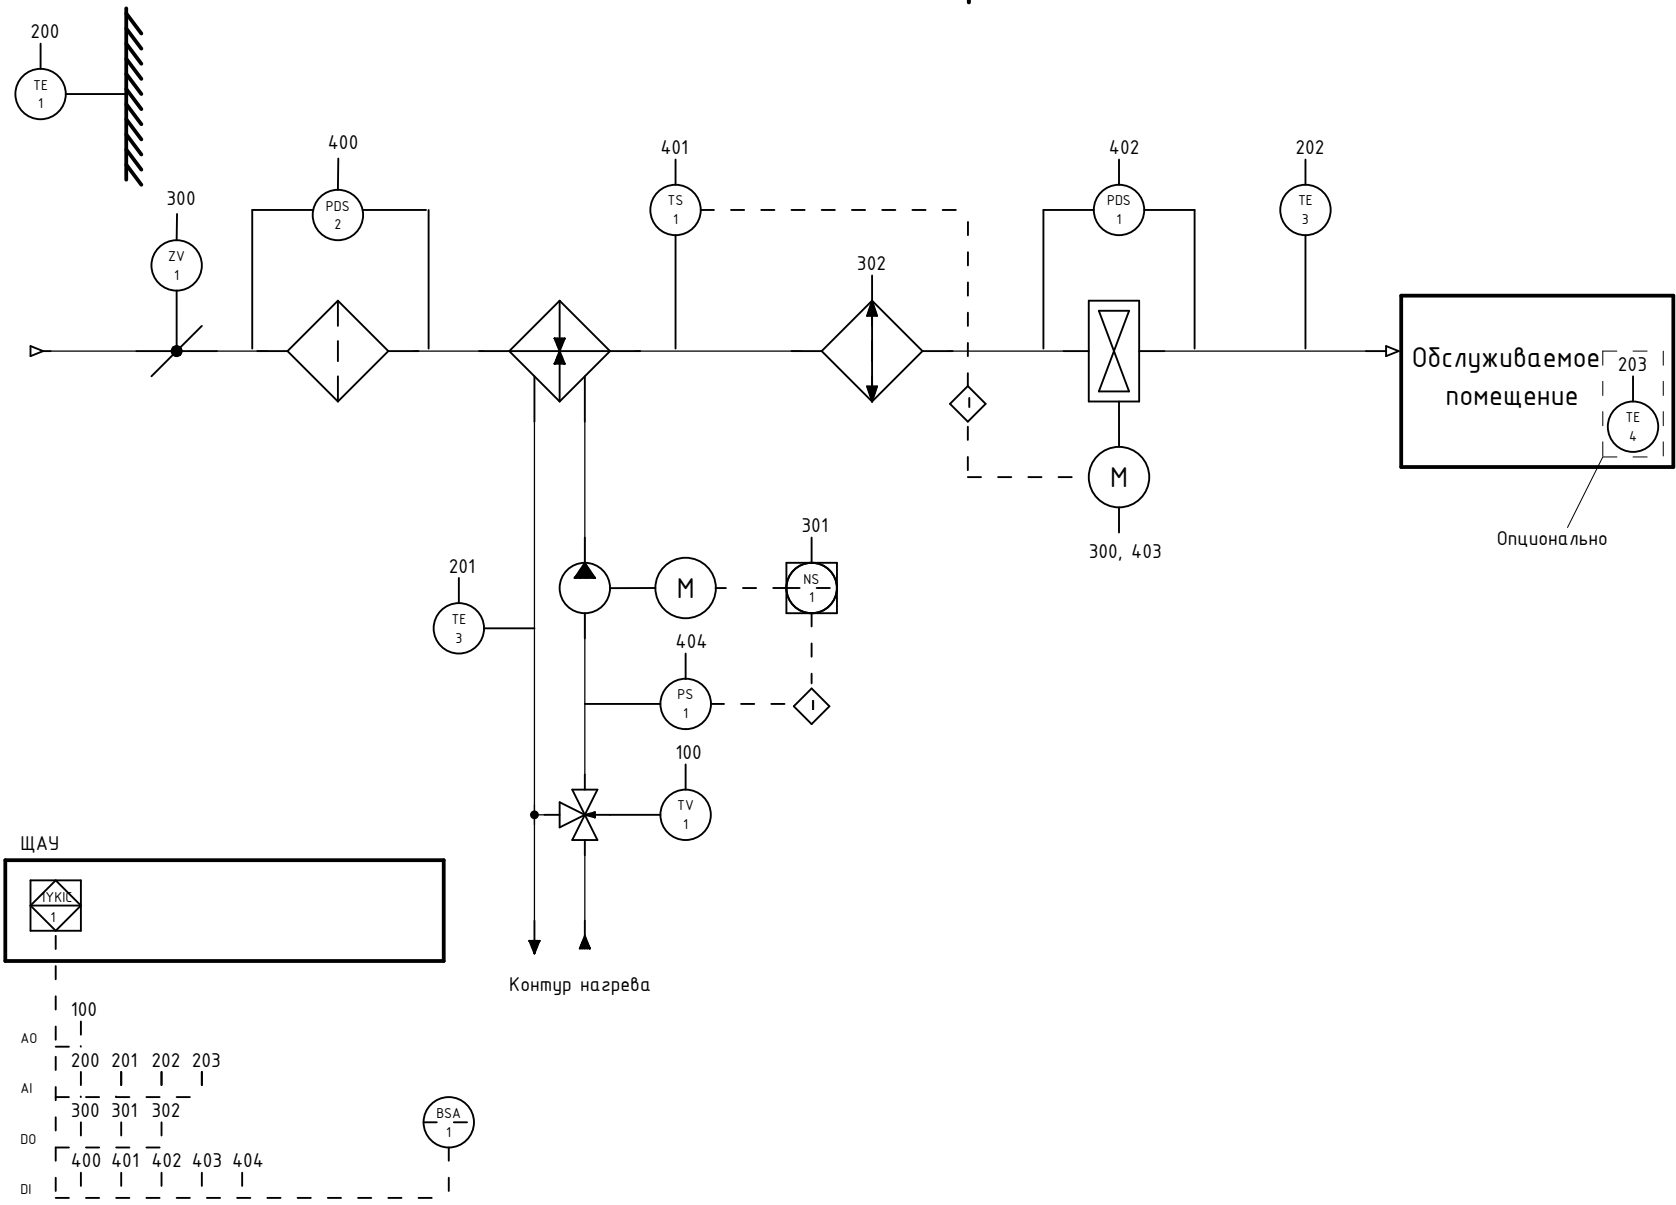 200
TE
1
400
401
402
202
300
PDS
2
TS
1
PDS
1
TE
3
ZV
1
302
Обслуживаемое
помещение
203
TE
4
M
301
Опционально
300, 403
201
NS
1
M
TE
3
404
PS
1
100
TV
1
ЩАУ
1
Контур нагрева
100
AO
200 201 202 203
AI
300 301 302
BSA
1
DO
400 401 402 403 404
DI